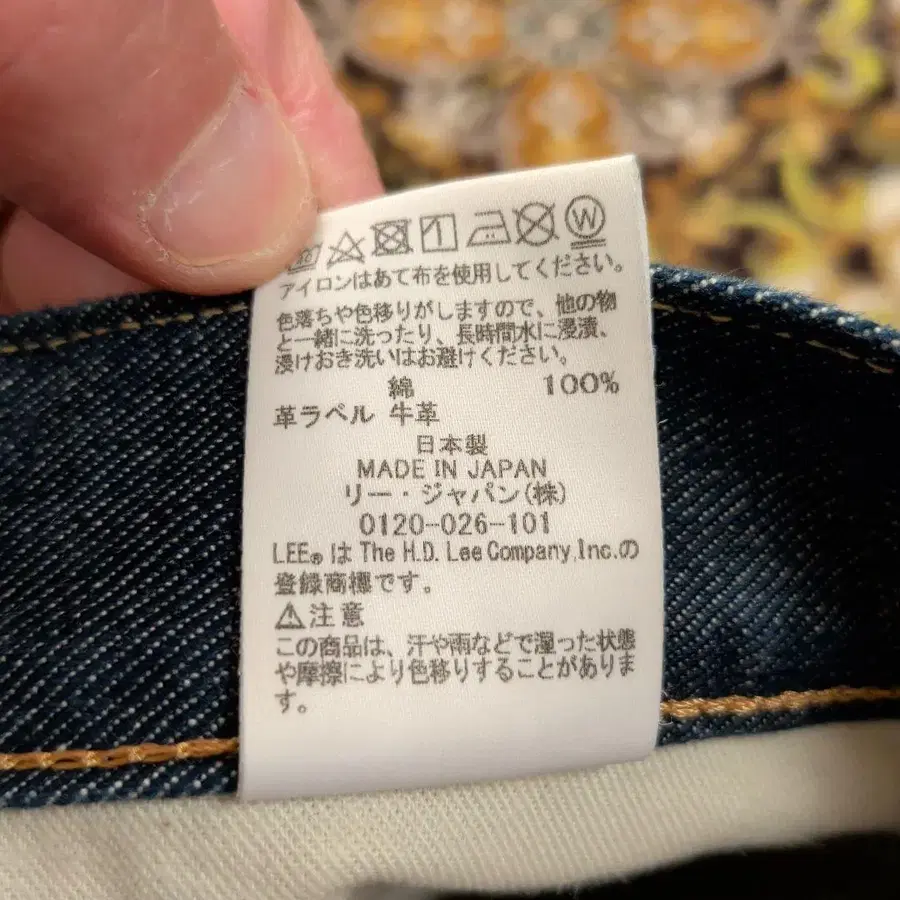 W
アイロンはあて布を使用してください。
色落ちや色移りがしますので、他の物
と一緒に洗ったり、長時間水に浸漬、
浸けおき洗いはお避けください。
綿 100%
革ラベル 牛革
日本製
MADE IN JAPAN
リー・ジャパン(株)
0120-026-101
LEE® は The H.D. Lee Company, Inc.の
登録商標です。
⚠注意
この商品は、汗や雨などで湿った状態
や摩擦により色移りすることがありま
す。